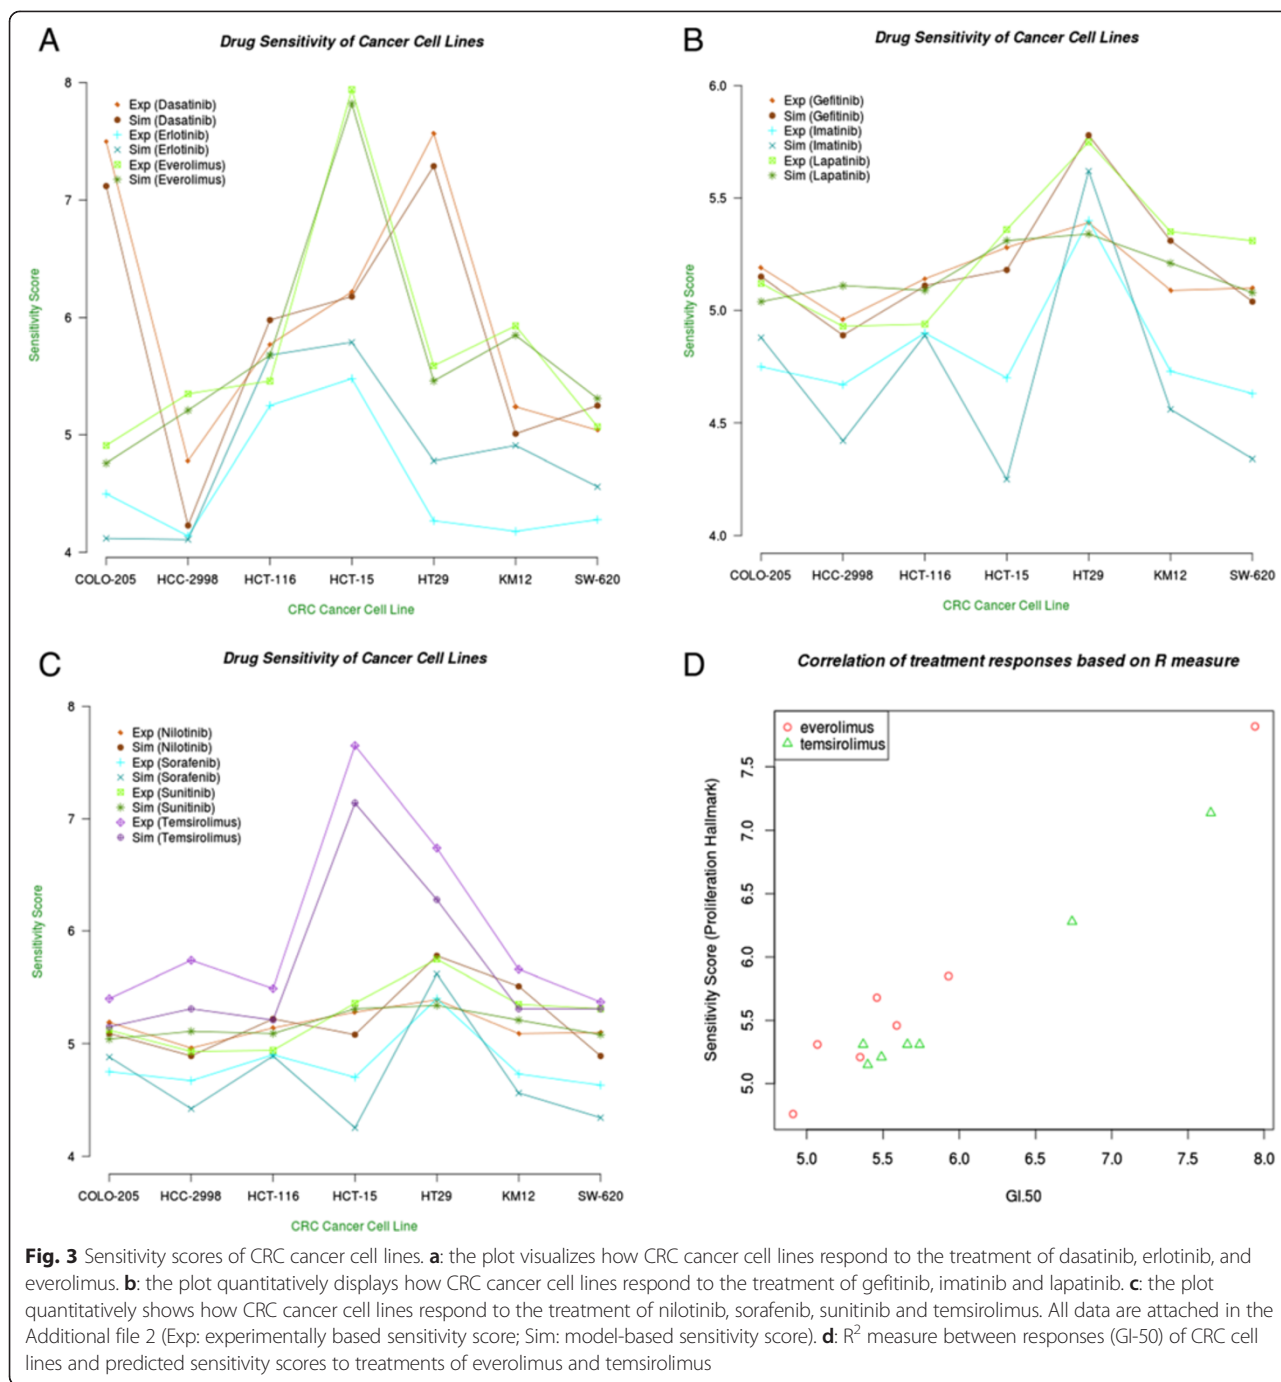 A
Drug Sensitivity of Cancer Cell Lines
8
7
6
5
4
Sensitivity Score
Exp (Dasatinib)
Sim (Dasatinib)
Exp (Erlotinib)
Sim (Erlotinib)
Exp (Everolimus)
Sim (Everolimus)
COLO-205 HCC-2998 HCT-116 HCT-15 HT29 KM12 SW-620
CRC Cancer Cell Line
B
Drug Sensitivity of Cancer Cell Lines
6.0
5.5
5.0
4.5
4.0
Sensitivity Score
Exp (Gefitinib)
Sim (Gefitinib)
Exp (Imatinib)
Sim (Imatinib)
Exp (Lapatinib)
Sim (Lapatinib)
COLO-205 HCC-2998 HCT-116 HCT-15 HT29 KM12 SW-620
CRC Cancer Cell Line
C
Drug Sensitivity of Cancer Cell Lines
8
7
6
5
4
Sensitivity Score
Exp (Nilotinib)
Sim (Nilotinib)
Exp (Sorafenib)
Sim (Sorafenib)
Exp (Sunitinib)
Sim (Sunitinib)
Exp (Temsirolimus)
Sim (Temsirolimus)
COLO-205 HCC-2998 HCT-116 HCT-15 HT29 KM12 SW-620
CRC Cancer Cell Line
D
Correlation of treatment responses based on R measure
everolimus
temsirolimus
7.5
7.0
6.5
6.0
5.5
5.0
Sensitivity Score (Proliferation Hallmark)
5.0 5.5 6.0 6.5 7.0 7.5 8.0
GI.50
Fig. 3 Sensitivity scores of CRC cancer cell lines. a: the plot visualizes how CRC cancer cell lines respond to the treatment of dasatinib, erlotinib, and
everolimus. b: the plot quantitatively displays how CRC cancer cell lines respond to the treatment of gefitinib, imatinib and lapatinib. c: the plot
quantitatively shows how CRC cancer cell lines respond to the treatment of nilotinib, sorafenib, sunitinib and temsirolimus. All data are attached in the
Additional file 2 (Exp: experimentally based sensitivity score; Sim: model-based sensitivity score). d: R² measure between responses (GI-50) of CRC cell
lines and predicted sensitivity scores to treatments of everolimus and temsirolimus